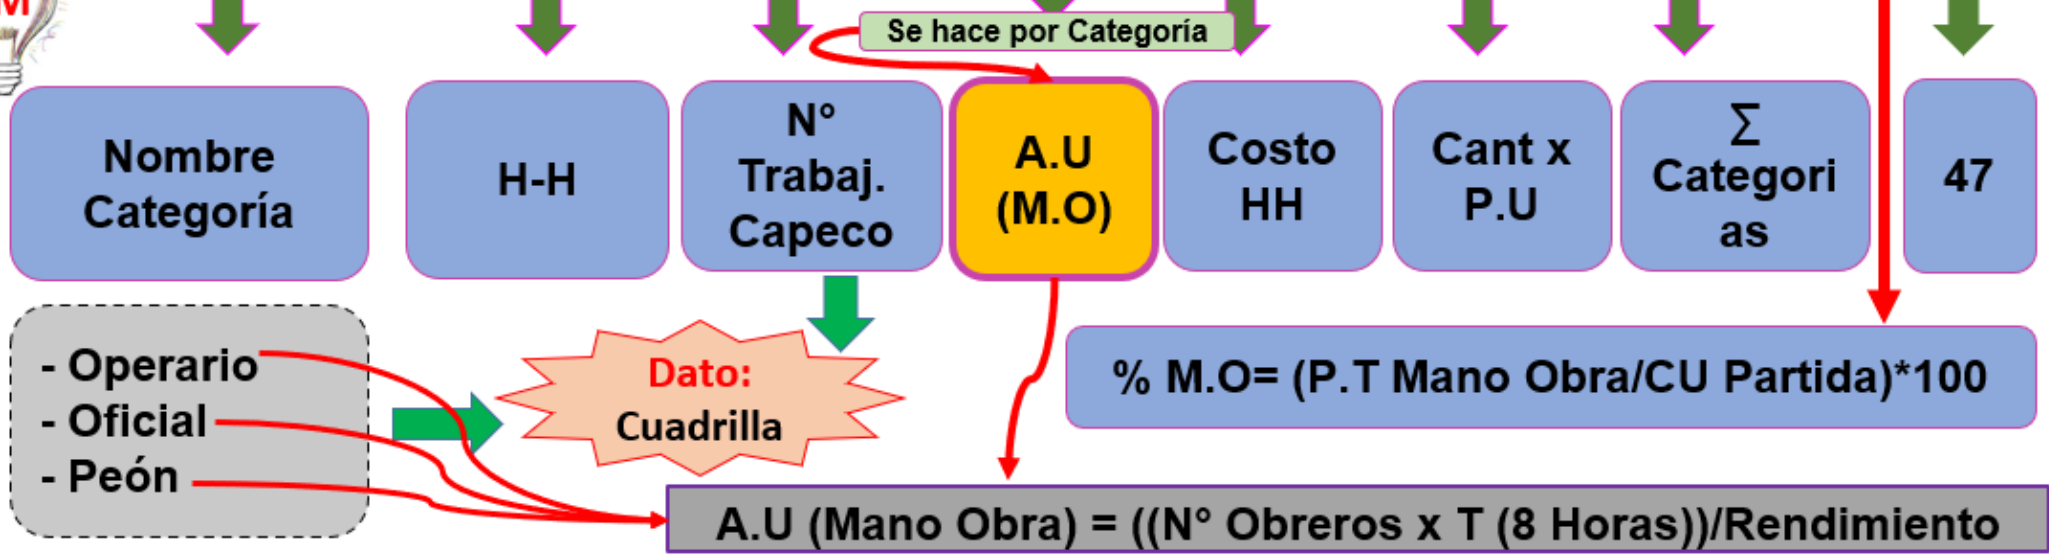 M
Se hace por Categoría
Nombre
Categoría
H-H
N°
Trabaj.
Capeco
A.U
(M.O)
Costo
HH
Cant x
P.U
∑
Categori
as
47
- Operario
- Oficial
- Peón
Dato:
Cuadrilla
% M.O= (P.T Mano Obra/CU Partida)*100
A.U (Mano Obra) = ((N° Obreros x T (8 Horas))/Rendimiento